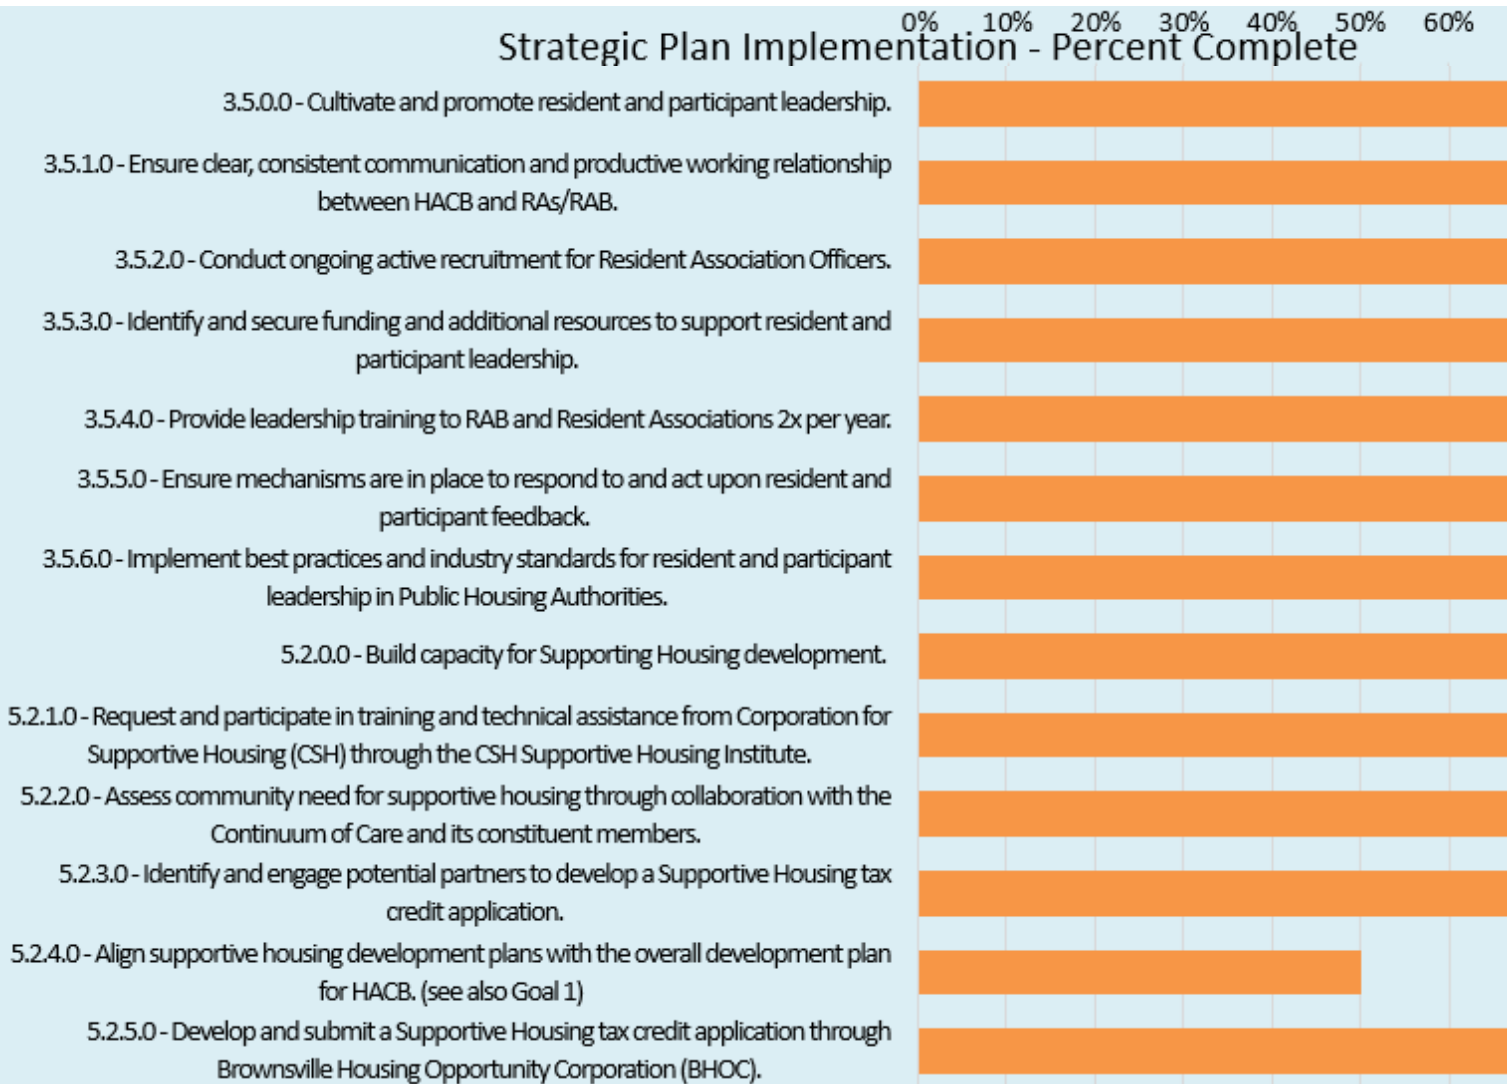 0% 10% 20% 30% 40% 50% 60%
Strategic Plan Implementation - Percent Complete
3.5.0.0 - Cultivate and promote resident and participant leadership.
3.5.1.0 - Ensure clear, consistent communication and productive working relationship
between HACB and RAs/RAB.
3.5.2.0 - Conduct ongoing active recruitment for Resident Association Officers.
3.5.3.0 - Identify and secure funding and additional resources to support resident and
participant leadership.
3.5.4.0 - Provide leadership training to RAB and Resident Associations 2x per year.
3.5.5.0 - Ensure mechanisms are in place to respond to and act upon resident and
participant feedback.
3.5.6.0 - Implement best practices and industry standards for resident and participant
leadership in Public Housing Authorities.
5.2.0.0 - Build capacity for Supporting Housing development.
5.2.1.0 - Request and participate in training and technical assistance from Corporation for
Supportive Housing (CSH) through the CSH Supportive Housing Institute.
5.2.2.0 - Assess community need for supportive housing through collaboration with the
Continuum of Care and its constituent members.
5.2.3.0 - Identify and engage potential partners to develop a Supportive Housing tax
credit application.
5.2.4.0 - Align supportive housing development plans with the overall development plan
for HACB. (see also Goal 1)
5.2.5.0 - Develop and submit a Supportive Housing tax credit application through
Brownsville Housing Opportunity Corporation (BHOC).